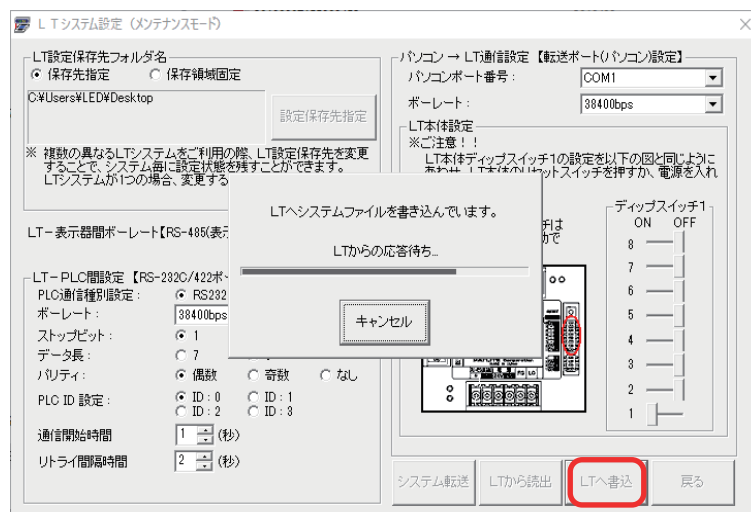 LTシステム設定（メンテナンスモード）
LT設定保存先フォルダ名
保存先指定 保存領域固定
C:¥Users¥LED¥Desktop
設定保存先指定
※ 複数の異なるLTシステムをご利用の際、LT設定保存先を変更
することで、システム毎に設定状態を残すことができます。
LTシステムが1つの場合、変更する
LT－表示器間ボーレート【RS-485(表示
LT－PLC間設定【RS-232C/422ポ
PLC通信種別設定： RS232
ボーレート： 38400bps
ストップビット： 1
データ長： 7
パリティ： 偶数 奇数 なし
PLC ID 設定： ID：0 ID：1
ID：2 ID：3
通信開始時間 1 (秒)
リトライ間隔時間 2 (秒)
LTへシステムファイルを書き込んでいます。
LTからの応答待ち...
キャンセル
パソコン → LT通信設定 【転送ポート(パソコン)設定】
パソコンポート番号： COM1
ボーレート： 38400bps
LT本体設定
※ご注意！！
LT本体ディップスイッチ1の設定を以下の図と同じように
あわせ、LT本体のリセットスイッチを押すか、電源を入れ
ディップスイッチ1
ON OFF
8
7
6
5
4
3
2
1
システム転送 LTから読出 LTへ書込 戻る